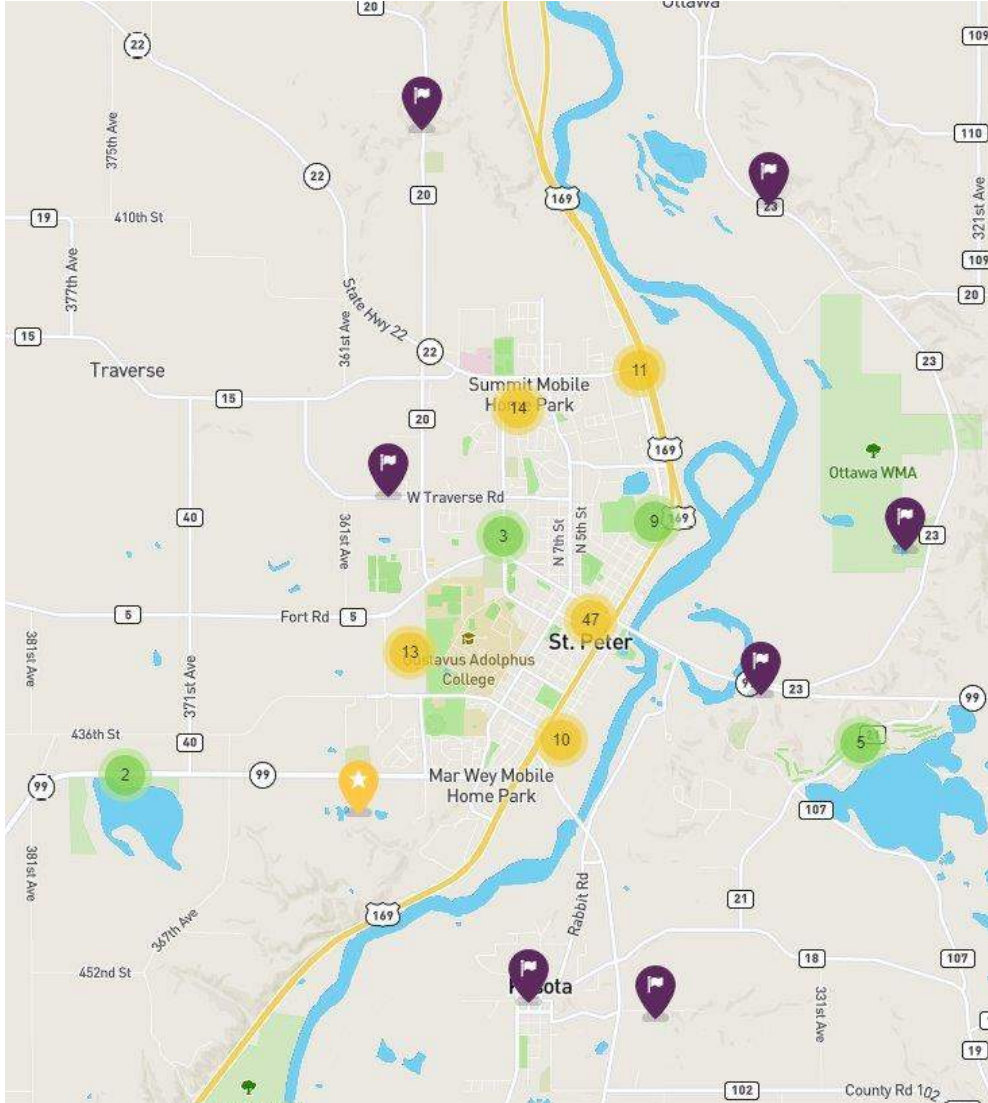 Ottawa
20
22
109
375th Ave
110
22
20
169
23
321st Ave
19
410th St
377th Ave
109
20
State Hwy 22
361st Ave
15
22
23
Traverse
11
Summit Mobile
Park
14
15
20
169
Ottawa WMA
W Traverse Rd
40
9
169
361st Ave
N 7th St
N 5th St
3
23
5
Fort Rd
5
47
St. Peter
381st Ave
13
Adolphus
College
371st Ave
23
99
436th St
40
10
5
21
2
99
99
Mar Wey Mobile
Home Park
107
381st Ave
21
367th Ave
169
Rabbit Rd
452nd St
18
107
331st Ave
19
102
County Rd 102